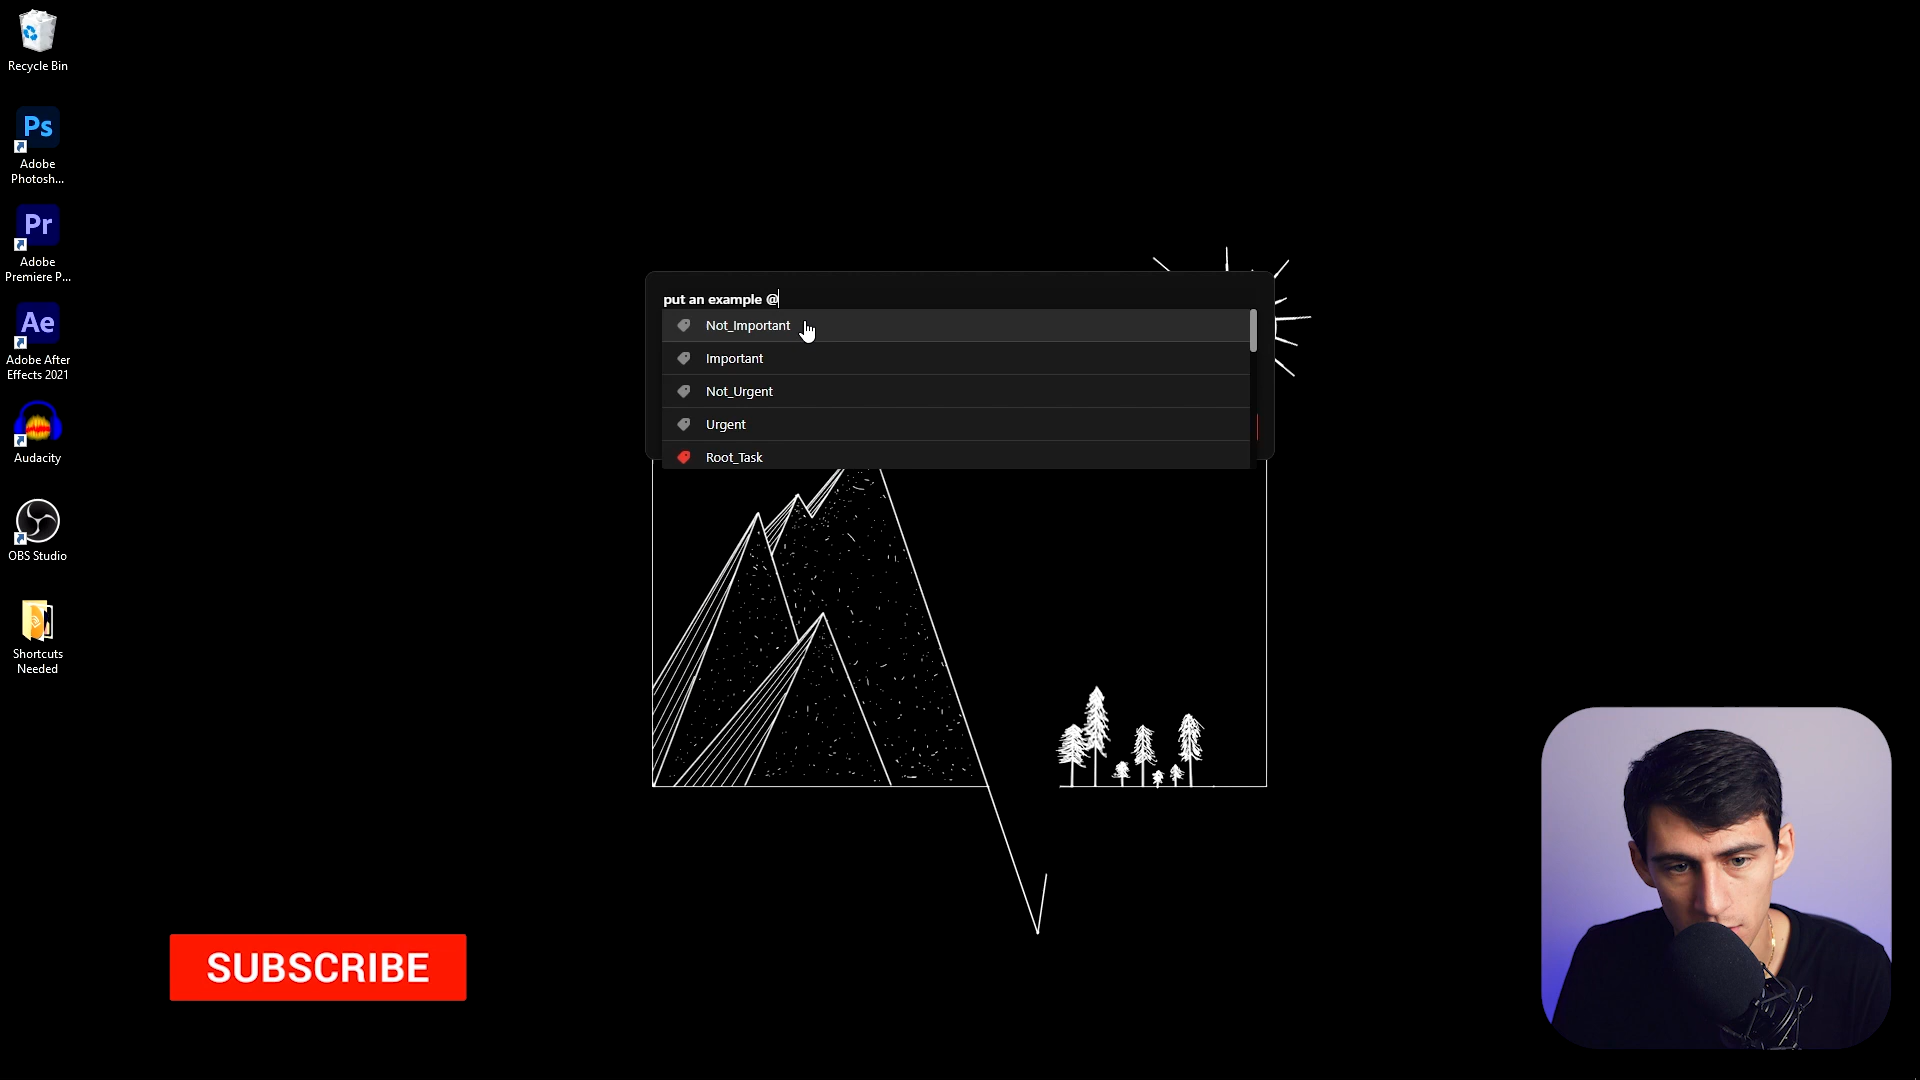 Recycle Bin
Ps
Adobe
Photosh...
Pr
Adobe
Premiere P...
Ae
Adobe After
Effects 2021
Audacity
OBS Studio
Shortcuts
Needed
put an example @
Not_Important
Important
Not_Urgent
Urgent
Root_Task
SUBSCRIBE